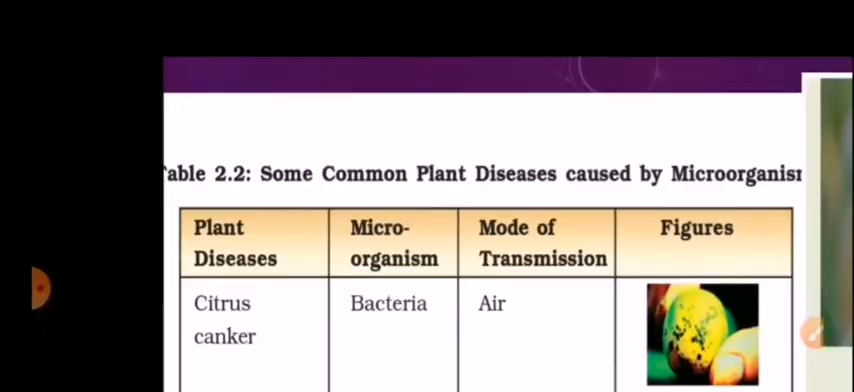 able 2.2: Some Common Plant Diseases caused by Microorganis
Plant Diseases
Micro-organism
Mode of Transmission
Figures
Citrus canker
Bacteria
Air